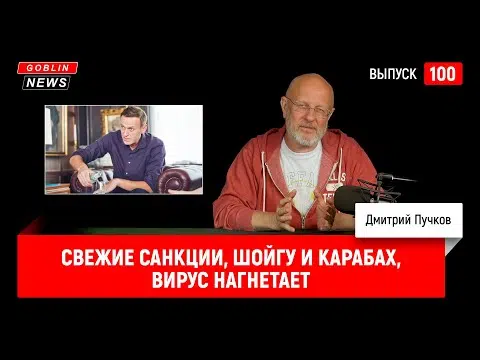 GOBLIN
NEWS
ВЫПУСК 100
Дмитрий Пучков
СВЕЖИЕ САНКЦИИ, ШОЙГУ И КАРАБАХ,
ВИРУС НАГНЕТАЕТ